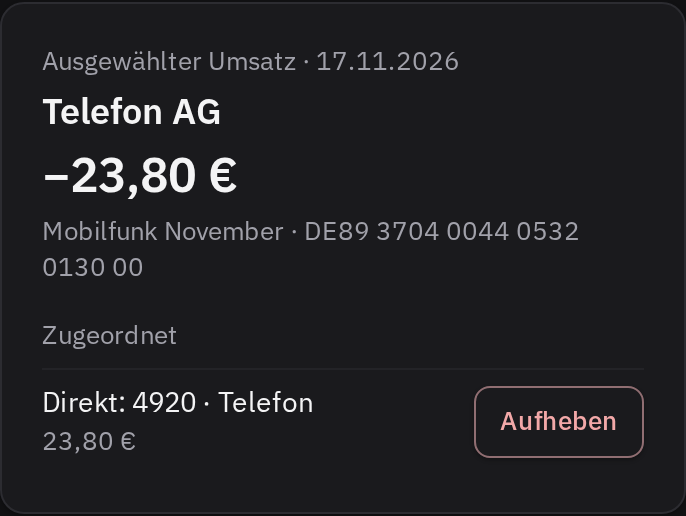 Ausgewählter Umsatz · 17.11.2026
Telefon AG
−23,80 €
Mobilfunk November · DE89 3704 0044 0532
0130 00
Zugeordnet
Direkt: 4920 · Telefon
23,80 €
Aufheben